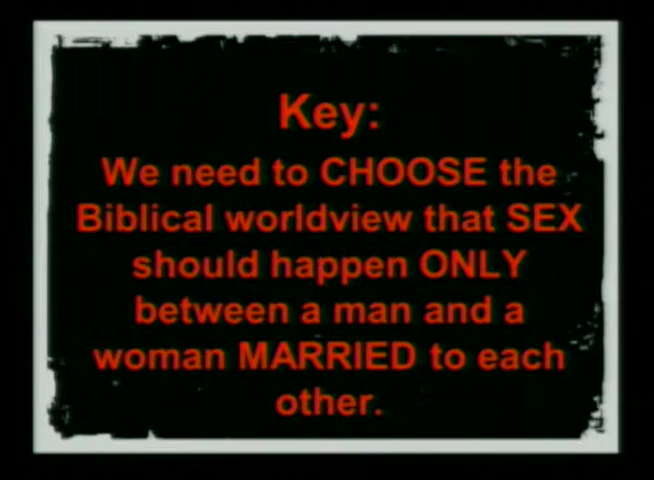 Key:
We need to CHOOSE the
Biblical worldview that SEX
should happen ONLY
between a man and a
woman MARRIED to each
other.